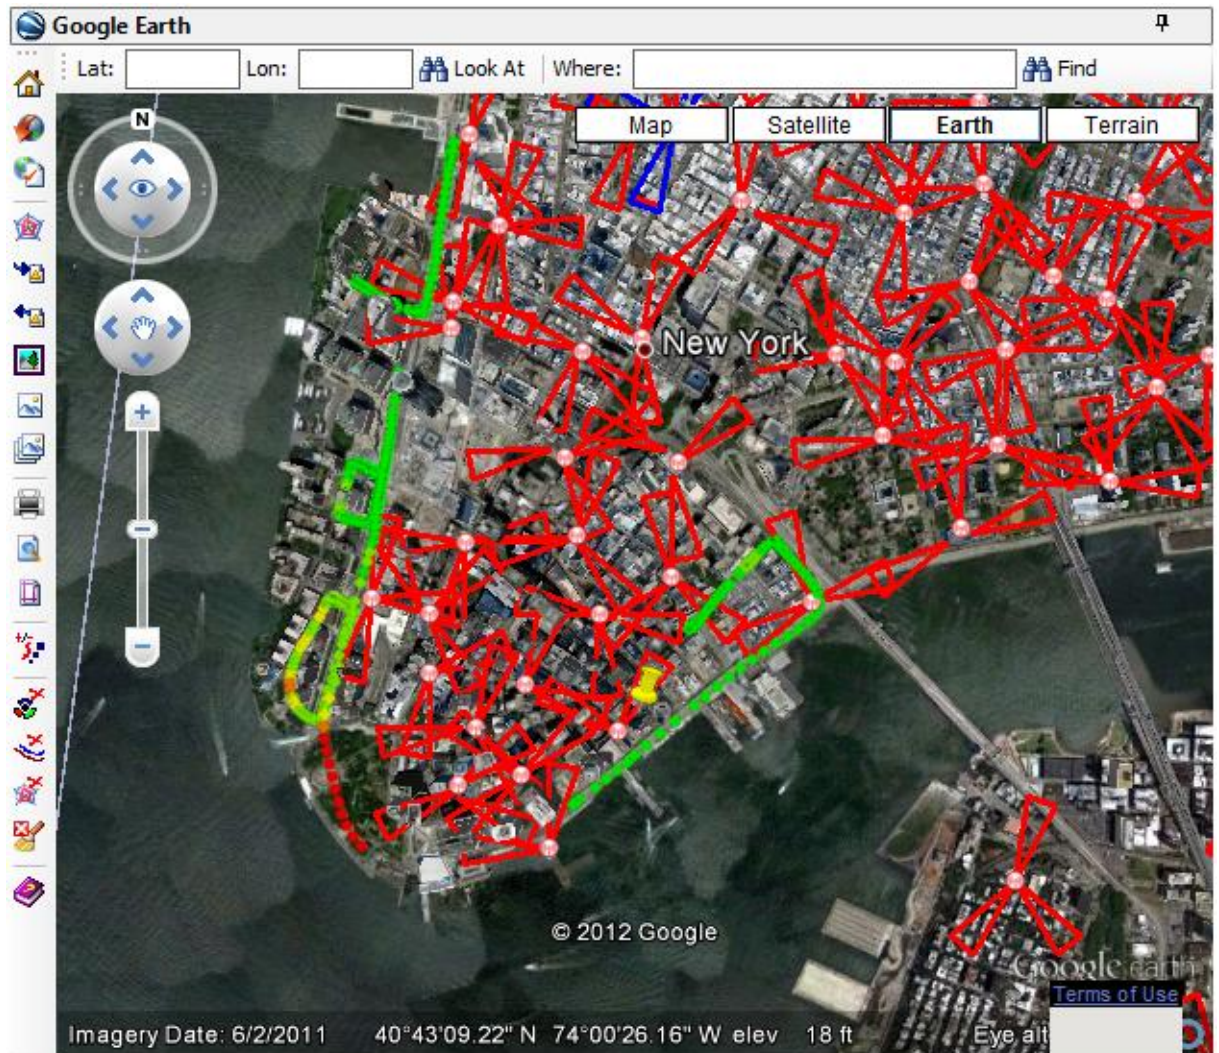 Google Earth
Lat: Lon: Look At Where: Find
N
Map Satellite Earth Terrain
New York
© 2012 Google
Google earth
Terms of Use
Imagery Date: 6/2/2011 40°43'09.22" N 74°00'26.16" W elev 18 ft Eye alt